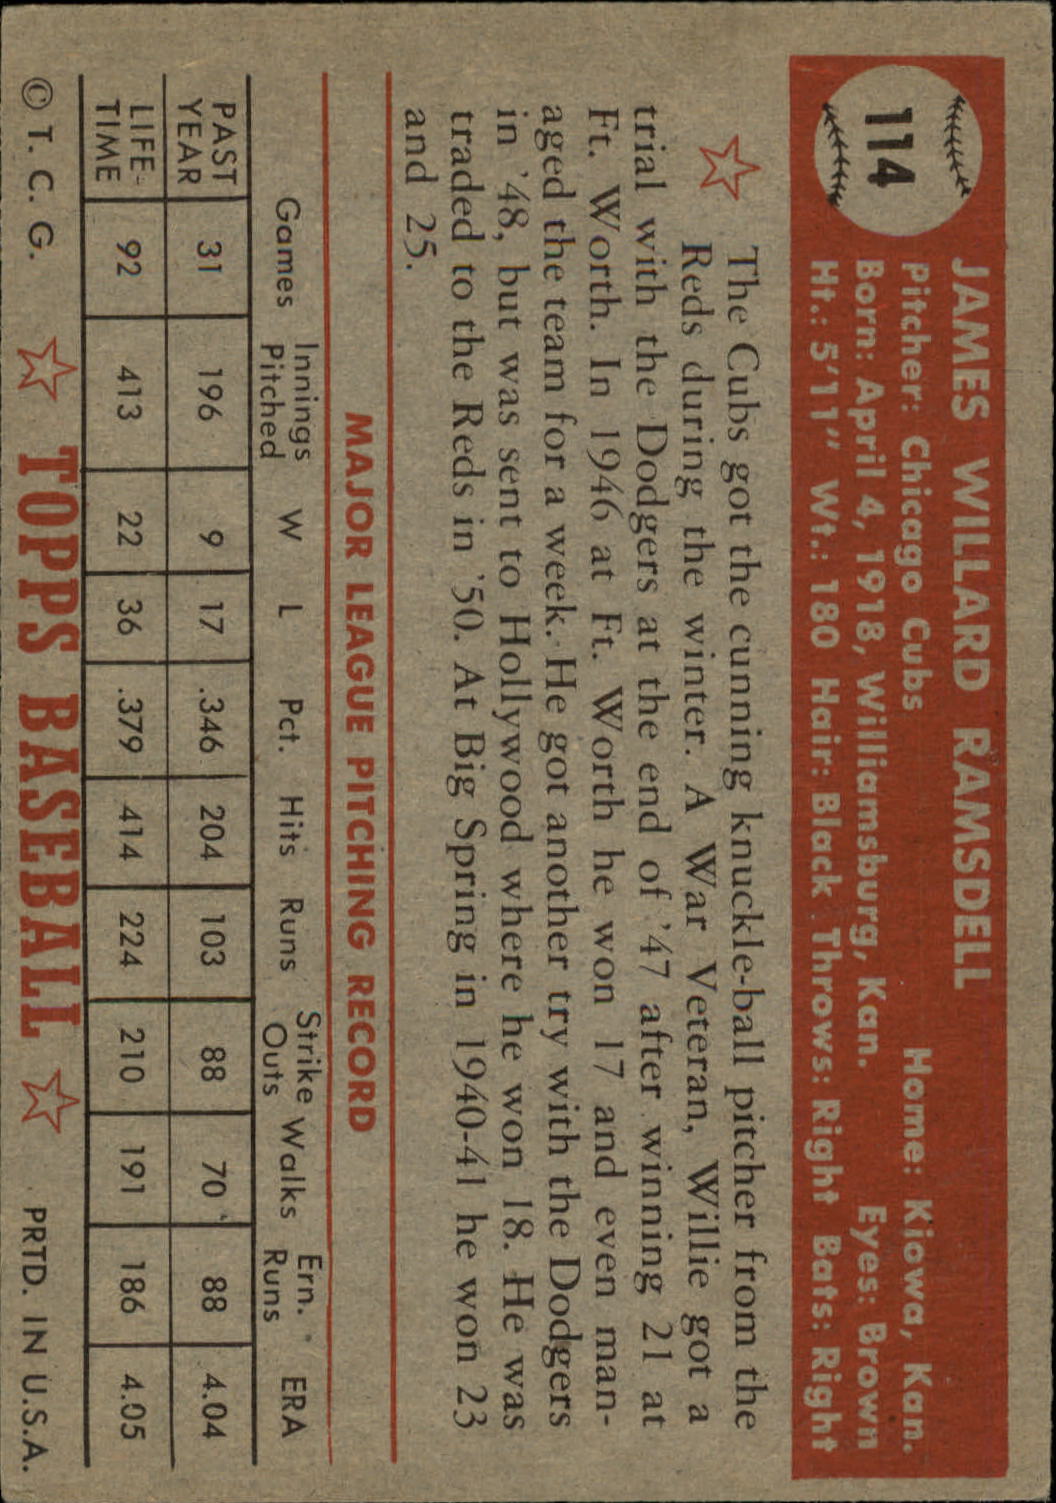 114
JAMES WILLARD RAMSDELL
Pitcher: Chicago Cubs Home: Kiowa, Kan.
Born: April 4, 1918, Williamsburg, Kan. Eyes: Brown
Ht.: 5'11" Wt.: 180 Hair: Black Throws: Right Bats: Right
The Cubs got the cunning knuckle-ball pitcher from the
Reds during the winter. A War Veteran, Willie got a
trial with the Dodgers at the end of '47 after winning 21 at
Ft. Worth. In 1946 at Ft. Worth he won 17 and even man-
aged the team for a week. He got another try with the Dodgers
in '48, but was sent to Hollywood where he won 18. He was
traded to the Reds in '50. At Big Spring in 1940-41 he won 23
and 25.
MAJOR LEAGUE PITCHING RECORD
Games Innings Pitched W L Pct. Hits Runs Strike Outs Walks Ern. Runs ERA
PAST YEAR 31 196 9 17 .346 204 103 88 70 88 4.04
LIFE-TIME 92 413 22 36 .379 414 224 210 191 186 4.05
© T. C. G. TOPPS BASEBALL PRTD. IN U.S.A.